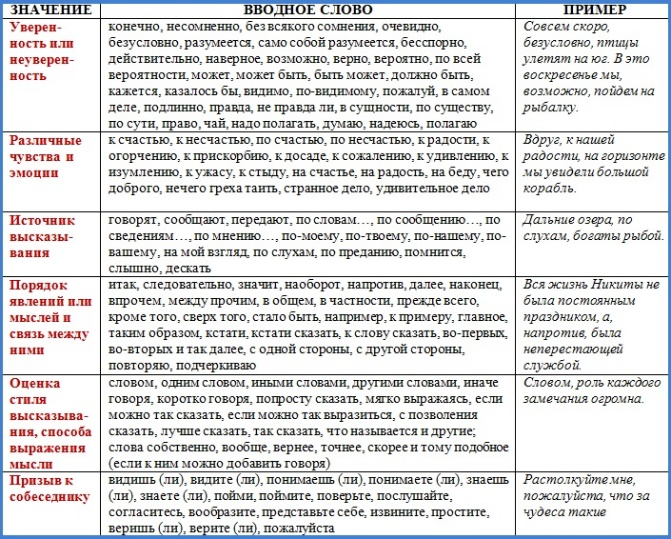 ЗНАЧЕНИЕ ВВОДНОЕ СЛОВО ПРИМЕР
Уверен-
ность или
неуверен-
ность
конечно, несомненно, без всякого сомнения, очевидно,
безусловно, разумеется, само собой разумеется, бесспорно,
действительно, наверное, возможно, верно, вероятно, по всей
вероятности, может, может быть, быть может, должно быть,
кажется, казалось бы, видимо, по-видимому, пожалуй, в самом
деле, подлинно, правда, не правда ли, в сущности, по существу,
по сути, право, чай, надо полагать, думаю, надеюсь, полагаю
Совсем скоро,
безусловно, птицы
улетят на юг. В это
воскресенье мы,
возможно, пойдем на
рыбалку.
Различные
чувства и
эмоции
к счастью, к несчастью, по счастью, по несчастью, к радости, к
огорчению, к прискорбию, к досаде, к сожалению, к удивлению, к
изумлению, к ужасу, к стыду, на счастье, на радость, на беду, чего
доброго, нечего греха таить, странное дело, удивительное дело
Вдруг, к нашей
радости, на горизонте
мы увидели большой
корабль.
Источник
высказы-
вания
говорят, сообщают, передают, по словам…, по сообщению…, по
сведениям…, по мнению…, по-моему, по-твоему, по-нашему, по-
вашему, на мой взгляд, по слухам, по преданию, помнится,
слышно, дескать
Дальние озера, по
слухам, богаты рыбой.
Порядок
явлений или
мыслей и
связь между
ними
итак, следовательно, значит, наоборот, напротив, далее, наконец,
впрочем, между прочим, в общем, в частности, прежде всего,
кроме того, сверх того, стало быть, например, к примеру, главное,
таким образом, кстати, кстати сказать, к слову сказать, во-первых,
во-вторых и так далее, с одной стороны, с другой стороны,
повторяю, подчеркиваю
Вся жизнь Никиты не
была постоянным
праздником, а,
напротив, была
неперестающей
службой.
Оценка
стиля
высказыва-
ния, способа
выражения
мысли
словом, одним словом, иными словами, другими словами, иначе
говоря, коротко говоря, попросту сказать, мягко выражаясь, если
можно так сказать, если можно так выразиться, с позволения
сказать, лучше сказать, так сказать, что называется и другие;
слова собственно, вообще, вернее, точнее, скорее и тому подобное
(если к ним можно добавить говоря)
Словом, роль каждого
замечания огромна.
Призыв к
собеседнику
видишь (ли), видите (ли), понимаешь (ли), понимаете (ли), знаешь
(ли), знаете (ли), пойми, поймите, поверьте, послушайте,
согласитесь, вообразите, представьте себе, извините, простите,
веришь (ли), верите (ли), пожалуйста
Растолкуйте мне,
пожалуйста, что за
чудеса такие